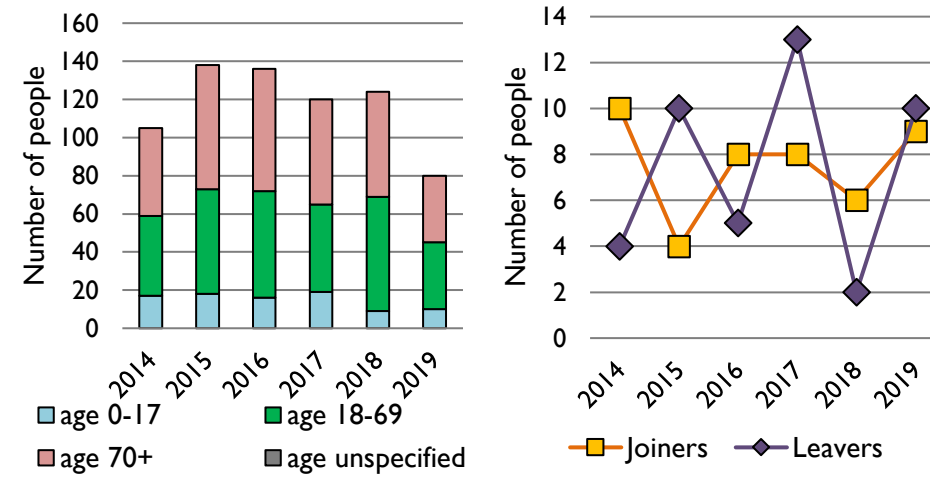 160
140
120
100
80
60
40
20
0
Number of people
2014 2015 2016 2017 2018 2019
age 0-17 age 18-69
age 70+ age unspecified
14
12
10
8
6
4
2
0
Number of people
2014 2015 2016 2017 2018 2019
Joiners Leavers